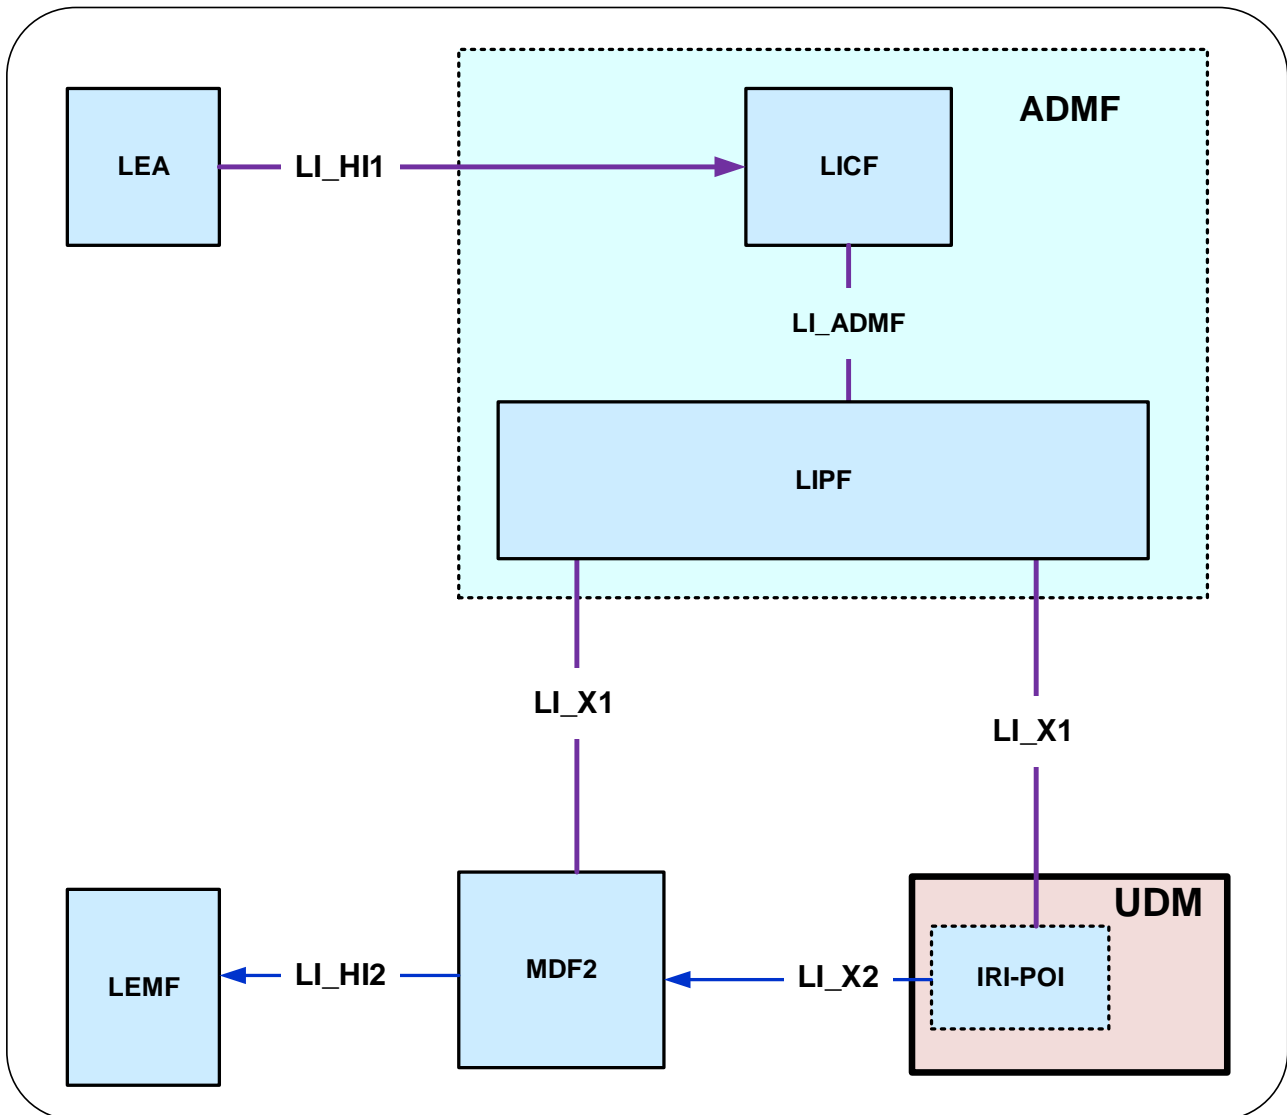 ADMF
LEA
LI_HI1
LICF
LI_ADMF
LIPF
LI_X1
LI_X1
UDM
LEMF
LI_HI2
MDF2
LI_X2
IRI-POI